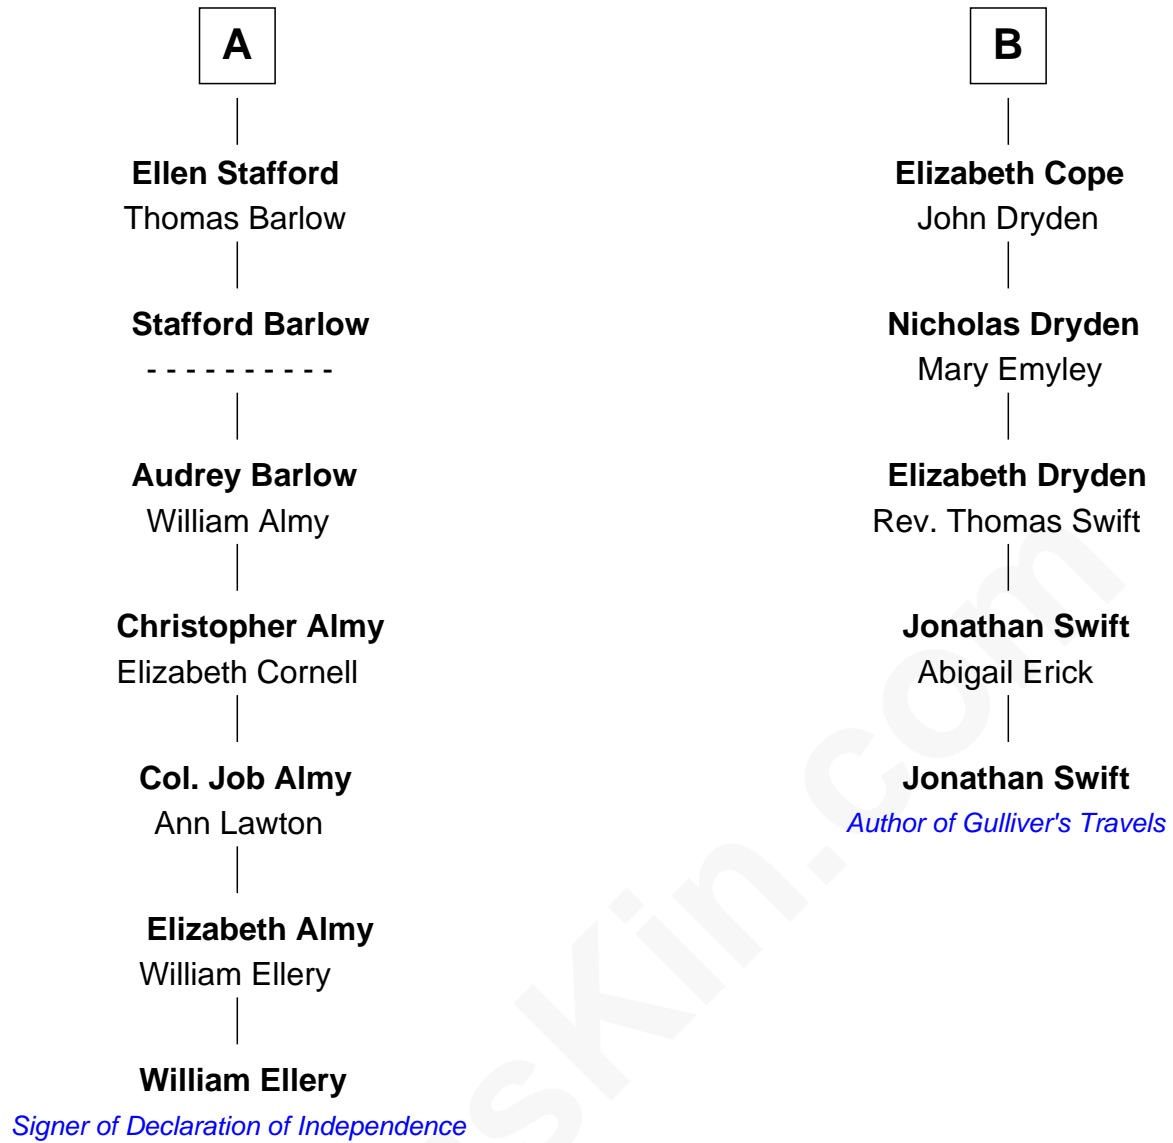 A
Ellen Stafford
Thomas Barlow
Stafford Barlow
- - - - - - - - - -
Audrey Barlow
William Almy
Christopher Almy
Elizabeth Cornell
Col. Job Almy
Ann Lawton
Elizabeth Almy
William Ellery
William Ellery
Signer of Declaration of Independence
B
Elizabeth Cope
John Dryden
Nicholas Dryden
Mary Emyley
Elizabeth Dryden
Rev. Thomas Swift
Jonathan Swift
Abigail Erick
Jonathan Swift
Author of Gulliver's Travels